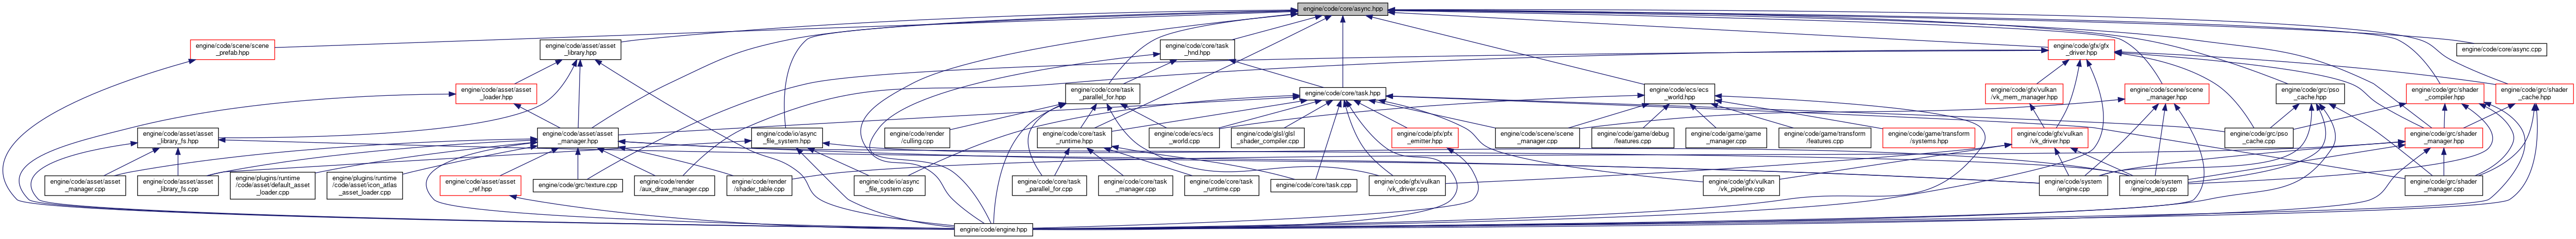 engine/code/core/async.hpp
engine/code/scene/scene
_prefab.hpp
engine/code/asset/asset
_library.hpp
engine/code/core/task
_hnd.hpp
engine/code/gfx/gfx
_driver.hpp
engine/code/core/async.cpp
engine/code/asset/asset
_loader.hpp
engine/code/core/task
_parallel_for.hpp
engine/code/core/task.hpp
engine/code/ecs/ecs
_world.hpp
engine/code/gfx/vulkan
/vk_mem_manager.hpp
engine/code/scene/scene
_manager.hpp
engine/code/grc/pso
_cache.hpp
engine/code/grc/shader
_compiler.hpp
engine/code/grc/shader
_cache.hpp
engine/code/asset/asset
_library_fs.hpp
engine/code/asset/asset
_manager.hpp
engine/code/io/async
_file_system.hpp
engine/code/render
/culling.cpp
engine/code/core/task
_runtime.hpp
engine/code/ecs/ecs
_world.cpp
engine/code/glsl/glsl
_shader_compiler.cpp
engine/code/pfx/pfx
_emitter.hpp
engine/code/scene/scene
_manager.cpp
engine/code/game/debug
/features.cpp
engine/code/game/game
_manager.cpp
engine/code/game/transform
/features.cpp
engine/code/game/transform
/systems.hpp
engine/code/gfx/vulkan
/vk_driver.hpp
engine/code/grc/pso
_cache.cpp
engine/code/grc/shader
_manager.hpp
engine/code/asset/asset
_manager.cpp
engine/code/asset/asset
_library_fs.cpp
engine/plugins/runtime
/code/asset/default_asset
_loader.cpp
engine/plugins/runtime
/code/asset/icon_atlas
_asset_loader.cpp
engine/code/asset/asset
_ref.hpp
engine/code/grc/texture.cpp
engine/code/render
/aux_draw_manager.cpp
engine/code/render
/shader_table.cpp
engine/code/io/async
_file_system.cpp
engine/code/core/task
_parallel_for.cpp
engine/code/core/task
_manager.cpp
engine/code/core/task
_runtime.cpp
engine/code/core/task.cpp
engine/code/gfx/vulkan
/vk_driver.cpp
engine/code/gfx/vulkan
/vk_pipeline.cpp
engine/code/system
/engine.cpp
engine/code/system
/engine_app.cpp
engine/code/grc/shader
_manager.cpp
engine/code/engine.hpp